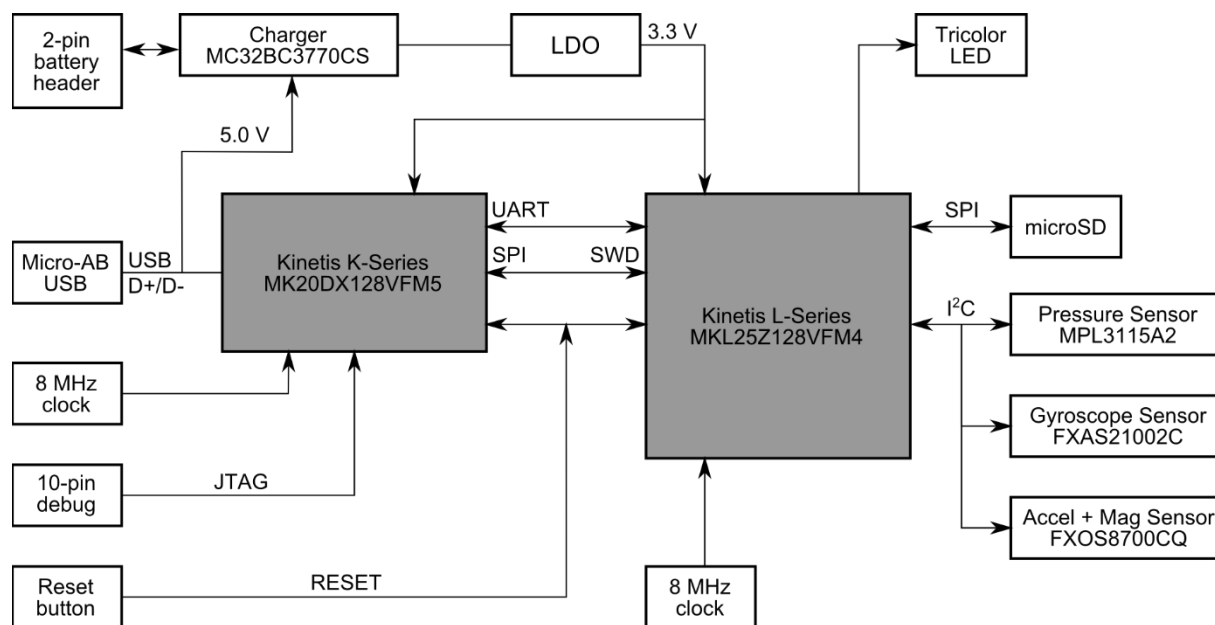 2-pin
battery
header
Charger
MC32BC3770CS
LDO
3.3 V
Tricolor
LED
5.0 V
Micro-AB
USB
USB
D+/D-
Kinetis K-Series
MK20DX128VFM5
UART
SPI
SWD
Kinetis L-Series
MKL25Z128VFM4
SPI
microSD
I²C
Pressure Sensor
MPL3115A2
Gyroscope Sensor
FXAS21002C
Accel + Mag Sensor
FXOS8700CQ
8 MHz
clock
10-pin
debug
JTAG
Reset
button
RESET
8 MHz
clock